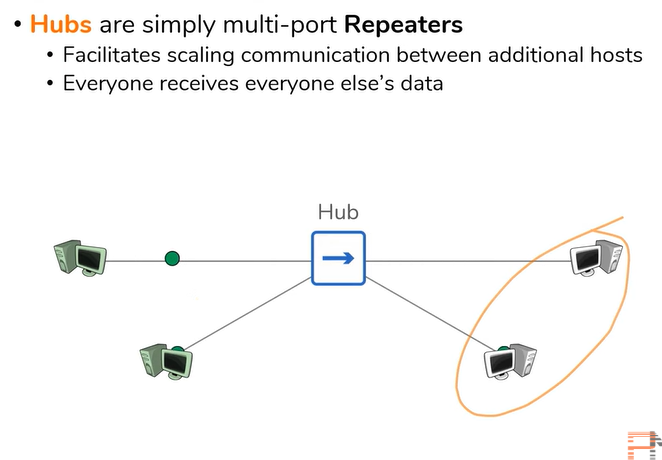 • Hubs are simply multi-port Repeaters
• Facilitates scaling communication between additional hosts
• Everyone receives everyone else's data
Hub